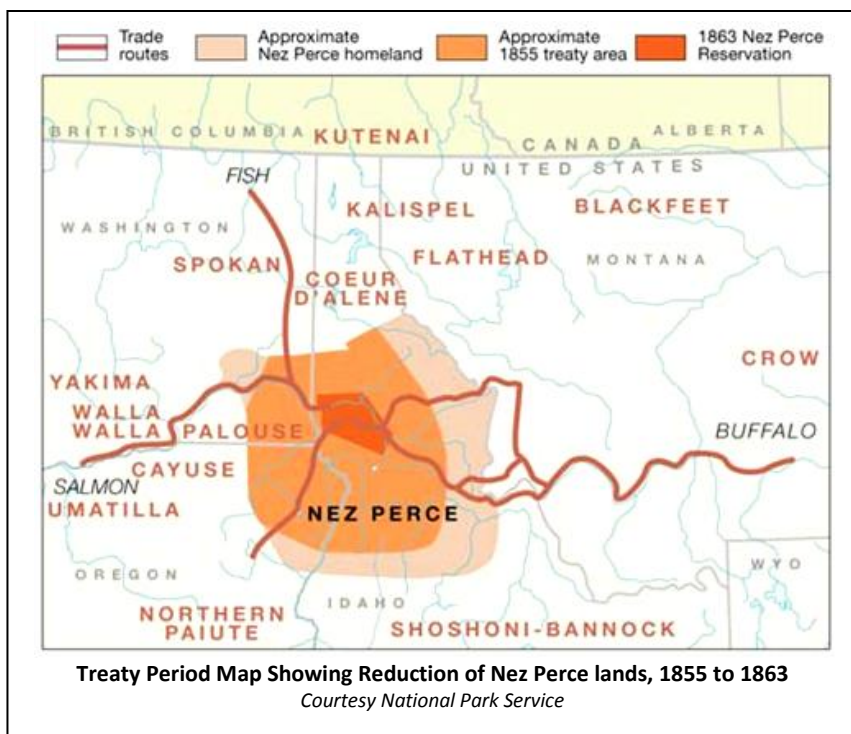 Trade routes
Approximate Nez Perce homeland
Approximate 1855 treaty area
1863 Nez Perce Reservation
BRITISH COLUMBIA
KUTENAI
CANADA
ALBERTA
UNITED STATES
FISH
KALISPEL
BLACKFEET
WASHINGTON
SPOKAN
FLATHEAD
MONTANA
COEUR D'ALENE
CROW
YAKIMA
WALLA WALLA
PALOUSE
BUFFALO
CAYUSE
SALMON
UMATILLA
NEZ PERCE
OREGON
WYO
IDAHO
NORTHERN PAIUTE
SHOSHONI-BANNOCK
Treaty Period Map Showing Reduction of Nez Perce lands, 1855 to 1863
Courtesy National Park Service